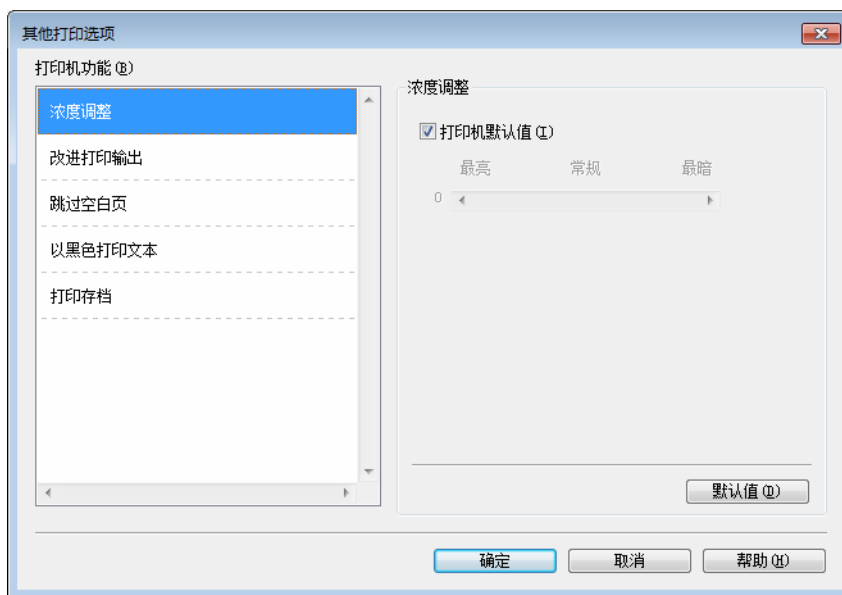 其他打印选项
打印机功能(B)
浓度调整
改进打印输出
跳过空白页
以黑色打印文本
打印存档
浓度调整
打印机默认值(I)
最亮 常规 最暗
0
默认值(D)
确定 取消 帮助(H)